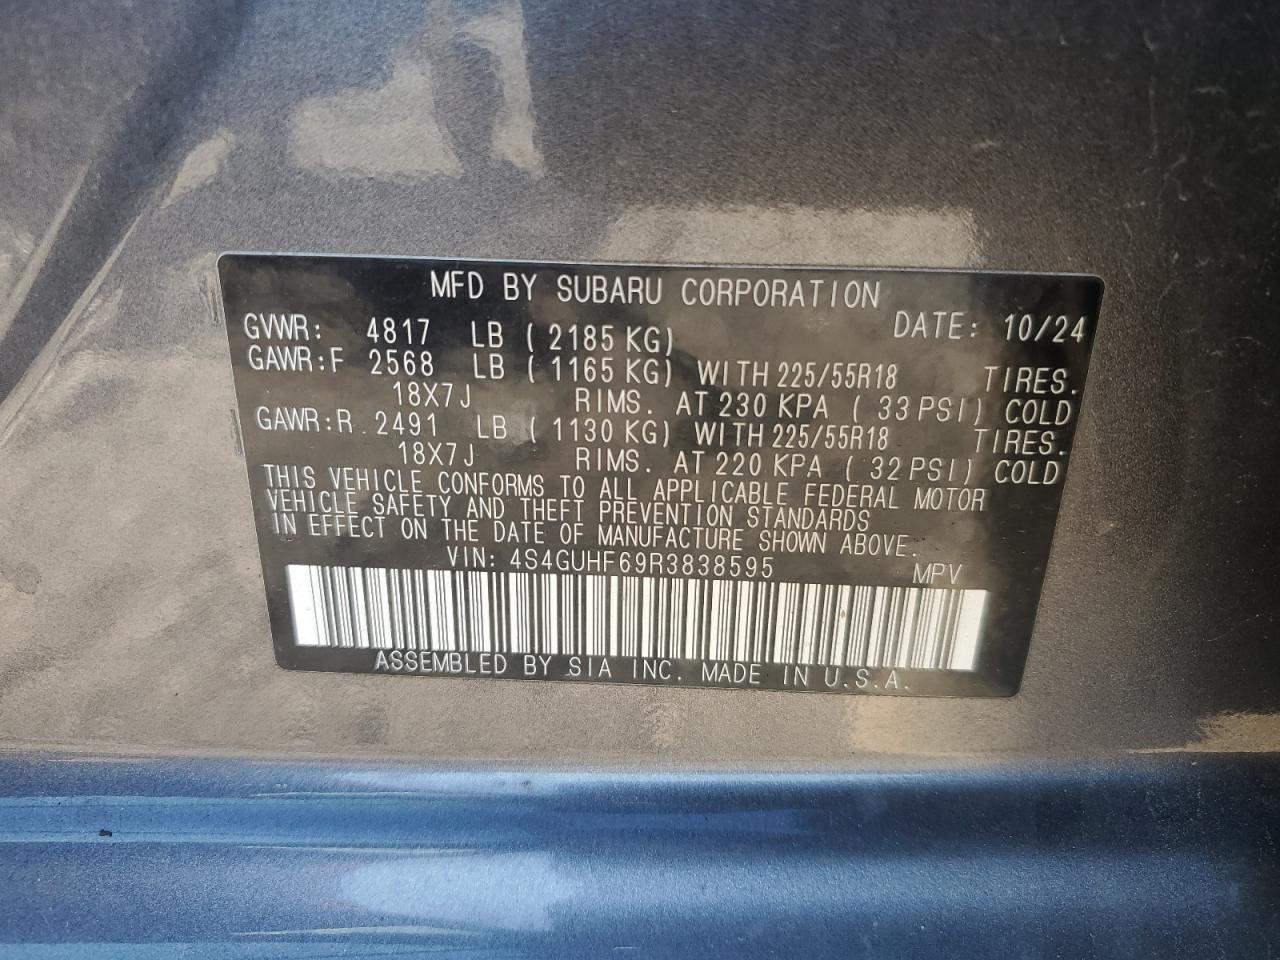 MFD BY SUBARU CORPORATION
GVWR: 4817 LB ( 2185 KG) DATE: 10/24
GAWR:F 2568 LB ( 1165 KG) WITH 225/55R18 TIRES.
18X7J RIMS. AT 230 KPA ( 33 PSI) COLD
GAWR:R 2491 LB ( 1130 KG) WITH 225/55R18 TIRES.
18X7J RIMS. AT 220 KPA ( 32 PSI) COLD
THIS VEHICLE CONFORMS TO ALL APPLICABLE FEDERAL MOTOR
VEHICLE SAFETY AND THEFT PREVENTION STANDARDS
IN EFFECT ON THE DATE OF MANUFACTURE SHOWN ABOVE.
VIN: 4S4GUHF69R3838595 MPV
ASSEMBLED BY SIA INC. MADE IN U.S.A.